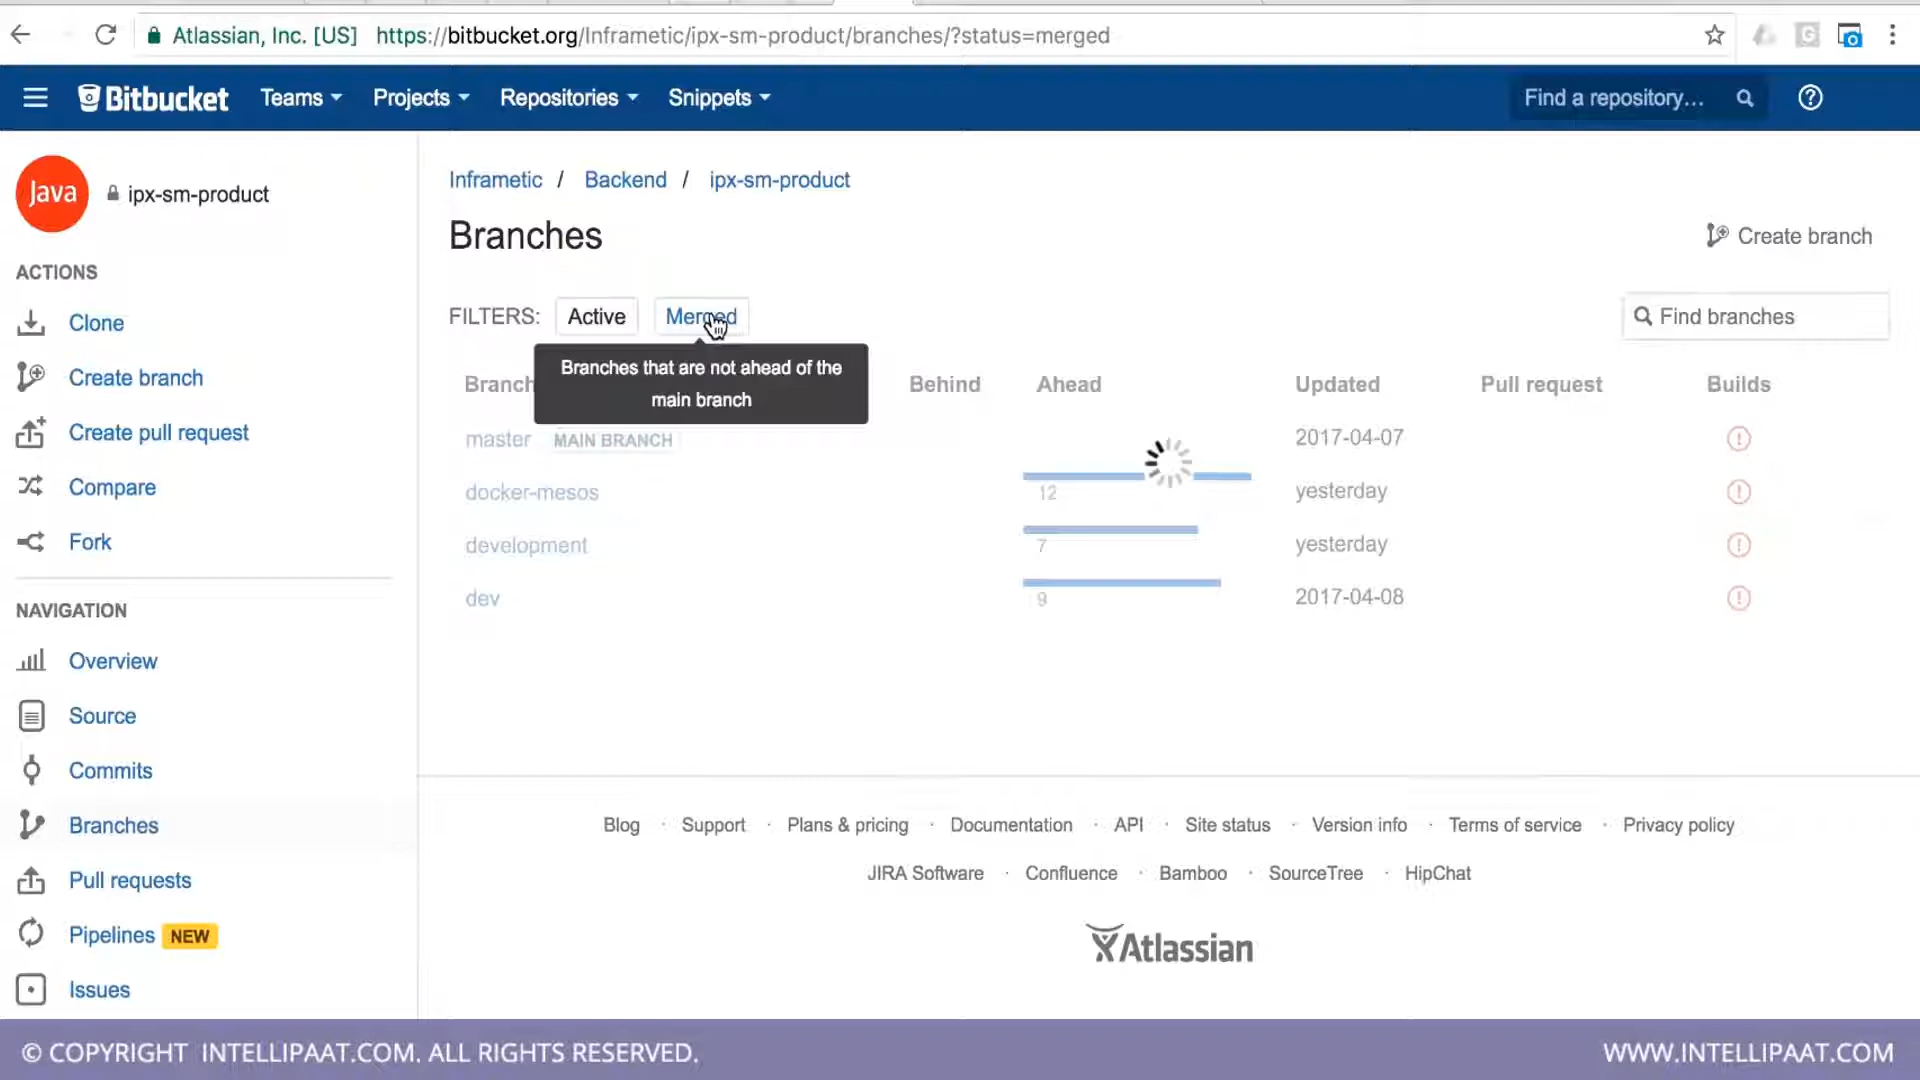 Atlassian, Inc. [US] https://bitbucket.org/Inframetic/ipx-sm-product/branches/?status=merged
Bitbucket Teams Projects Repositories Snippets Find a repository...
Java ipx-sm-product
ACTIONS
Clone
Create branch
Create pull request
Compare
Fork
NAVIGATION
Overview
Source
Commits
Branches
Pull requests
Pipelines NEW
Issues
Inframetic / Backend / ipx-sm-product
Branches
Create branch
FILTERS: Active Merged
Find branches
Branches that are not ahead of the
main branch
Branch Behind Ahead Updated Pull request Builds
master MAIN BRANCH 2017-04-07
docker-mesos 12 yesterday
development 7 yesterday
dev 9 2017-04-08
Blog · Support · Plans & pricing · Documentation · API · Site status · Version info · Terms of service · Privacy policy
JIRA Software · Confluence · Bamboo · SourceTree · HipChat
Atlassian
© COPYRIGHT INTELLIPAAT.COM. ALL RIGHTS RESERVED.
WWW.INTELLIPAAT.COM